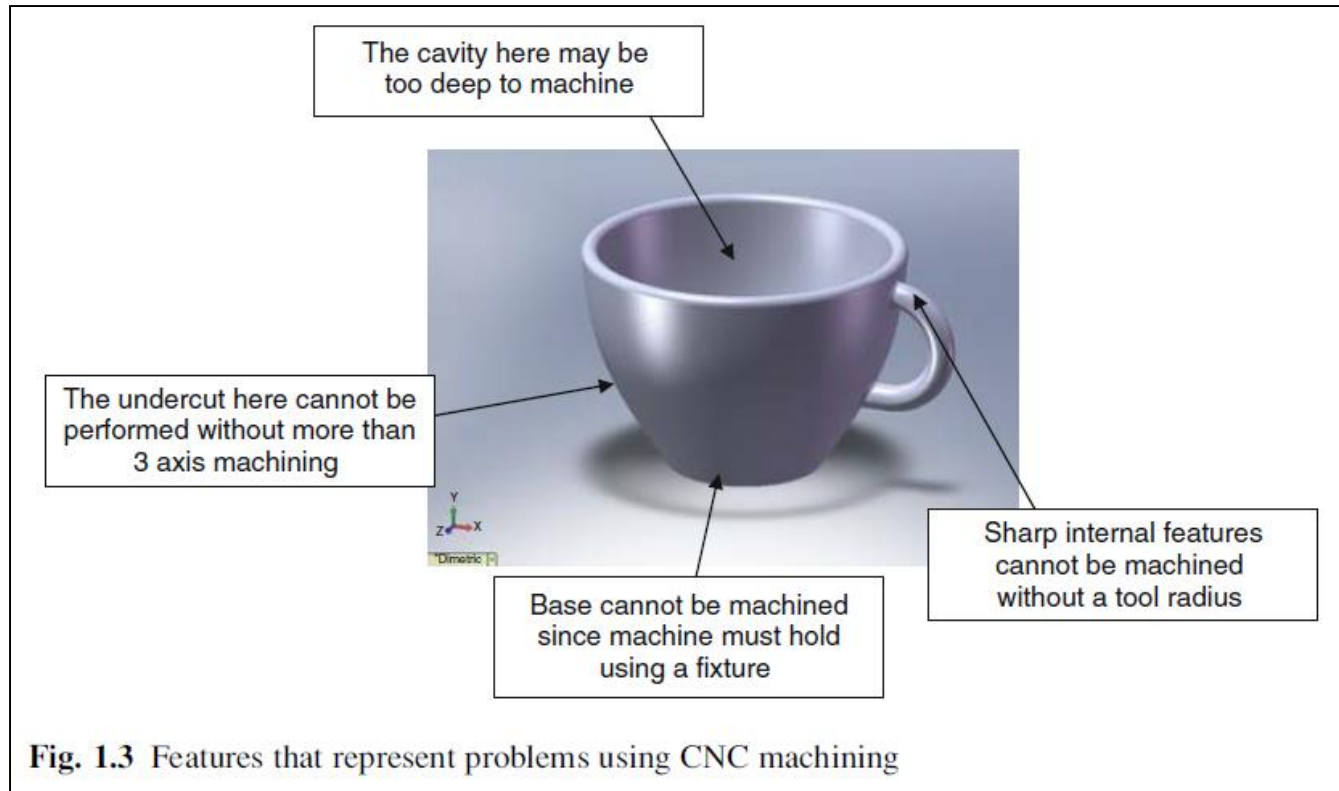 The cavity here may be
too deep to machine
The undercut here cannot be
performed without more than
3 axis machining
Y
Z
X
*Dimetric
Sharp internal features
cannot be machined
without a tool radius
Base cannot be machined
since machine must hold
using a fixture
Fig. 1.3 Features that represent problems using CNC machining